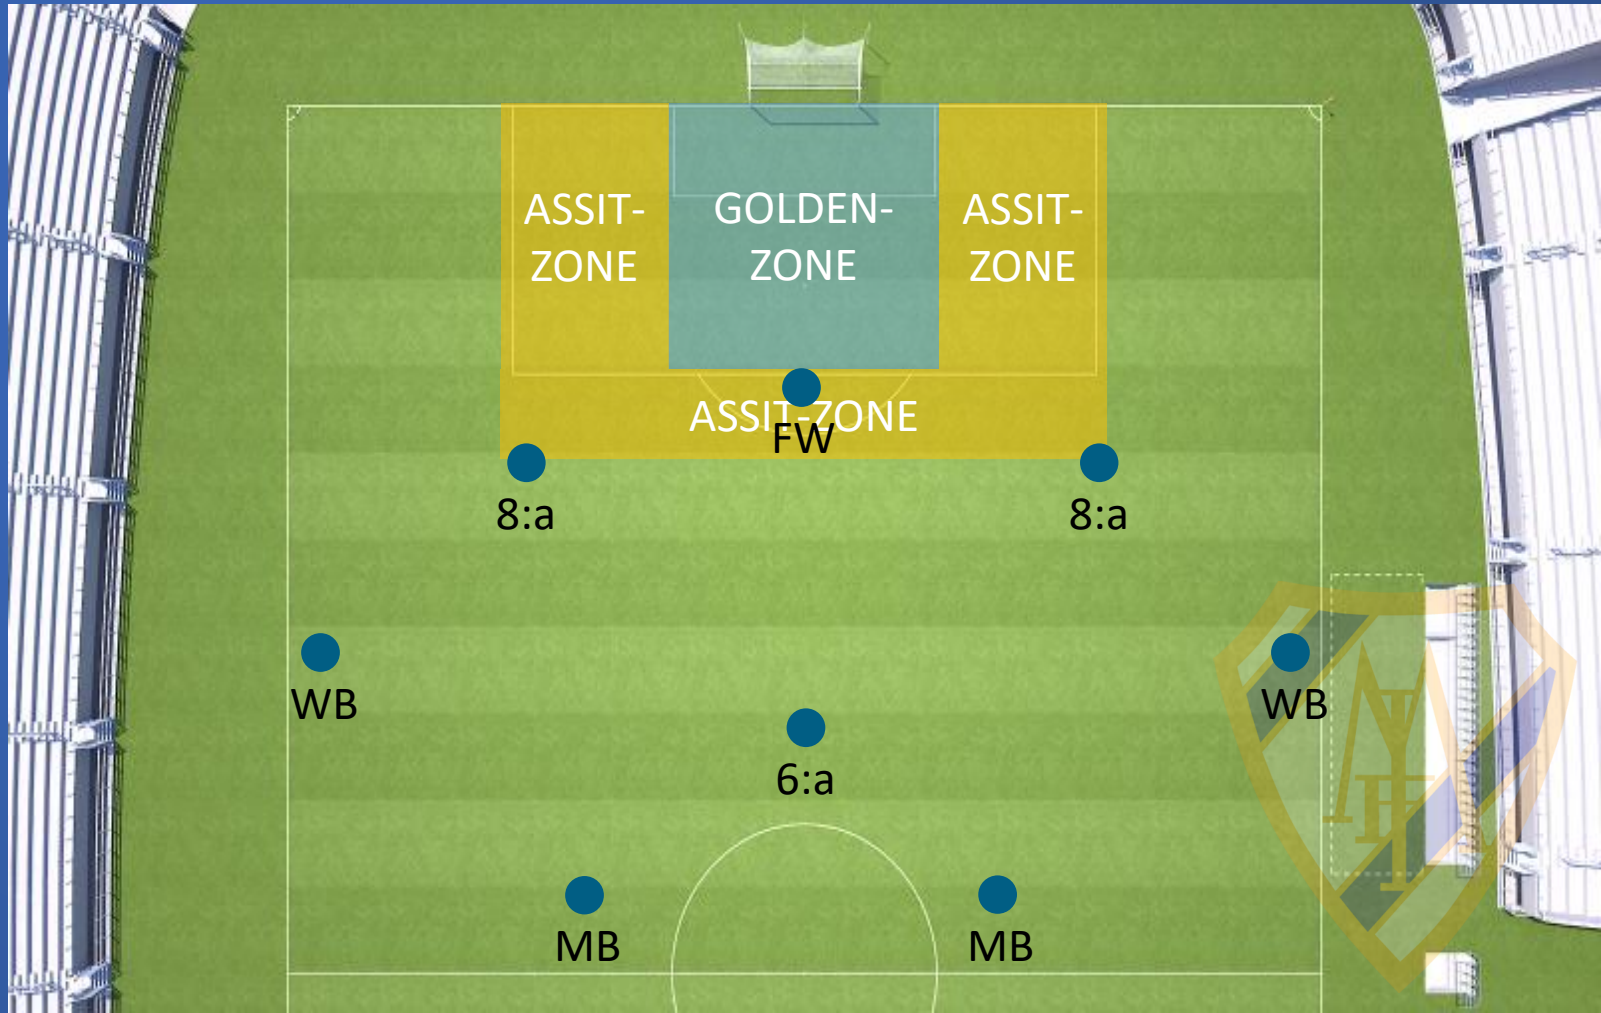 ASSIT-
ZONE
GOLDEN-
ZONE
ASSIT-
ZONE
ASSIT-ZONE
FW
8:a
8:a
WB
WB
6:a
MB
MB